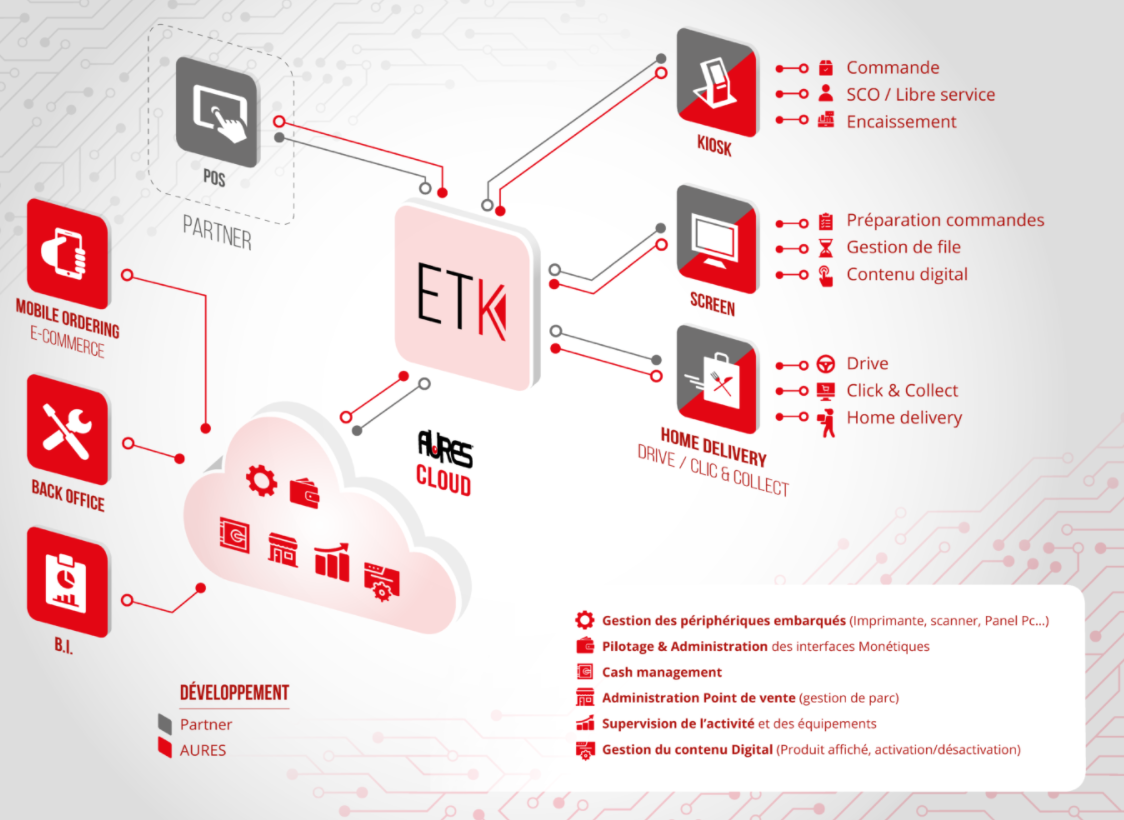 POS
PARTNER
MOBILE ORDERING
E-COMMERCE
BACK OFFICE
B.I.
ETK
AURES
CLOUD
KIOSK
Commande
SCO / Libre service
Encaissement
SCREEN
Préparation commandes
Gestion de file
Contenu digital
HOME DELIVERY
DRIVE / CLIC & COLLECT
Drive
Click & Collect
Home delivery
DÉVELOPPEMENT
Partner
AURES
Gestion des périphériques embarqués (Imprimante, scanner, Panel Pc...)
Pilotage & Administration des interfaces Monétiques
Cash management
Administration Point de vente (gestion de parc)
Supervision de l'activité et des équipements
Gestion du contenu Digital (Produit affiché, activation/désactivation)